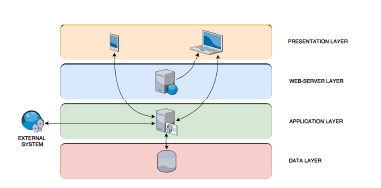 PRESENTATION LAYER
WEB-SERVER LAYER
APPLICATION LAYER
EXTERNAL
SYSTEM
DATA LAYER